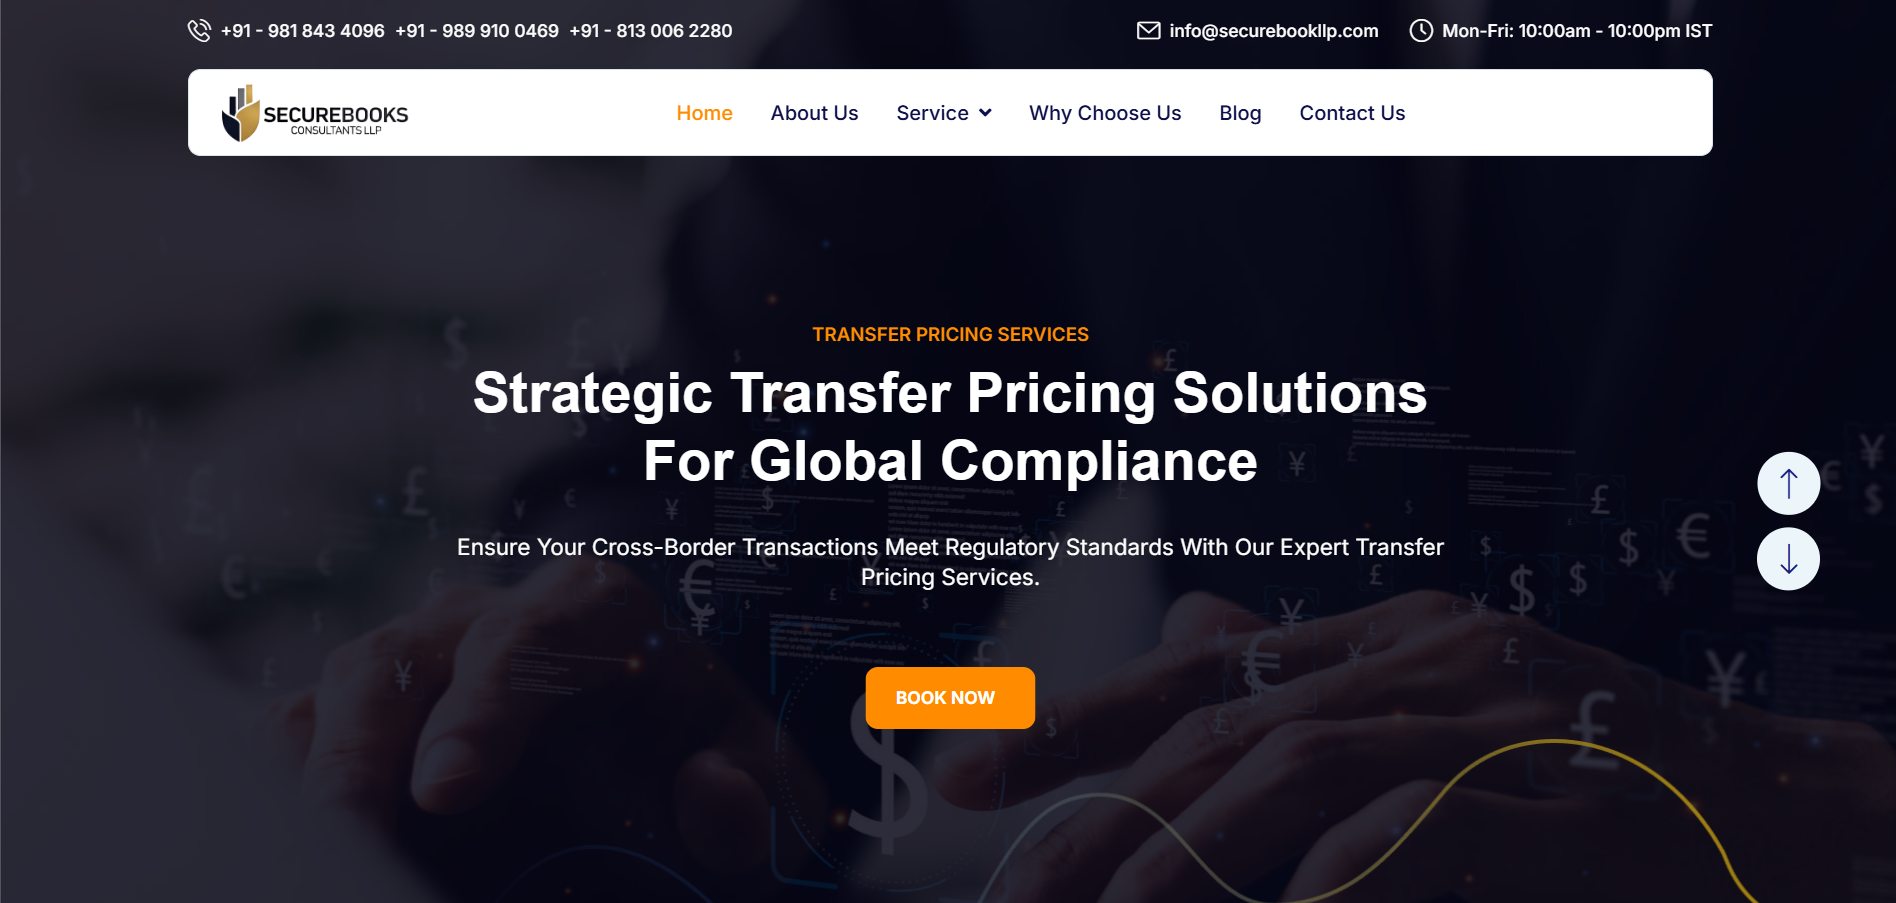 +91 - 981 843 4096 +91 - 989 910 0469 +91 - 813 006 2280
info@securebookllp.com
Mon-Fri: 10:00am - 10:00pm IST
SECUREBOOKS
CONSULTANTS LLP
Home
About Us
Service
Why Choose Us
Blog
Contact Us
TRANSFER PRICING SERVICES
Strategic Transfer Pricing Solutions
For Global Compliance
Ensure Your Cross-Border Transactions Meet Regulatory Standards With Our Expert Transfer
Pricing Services.
BOOK NOW